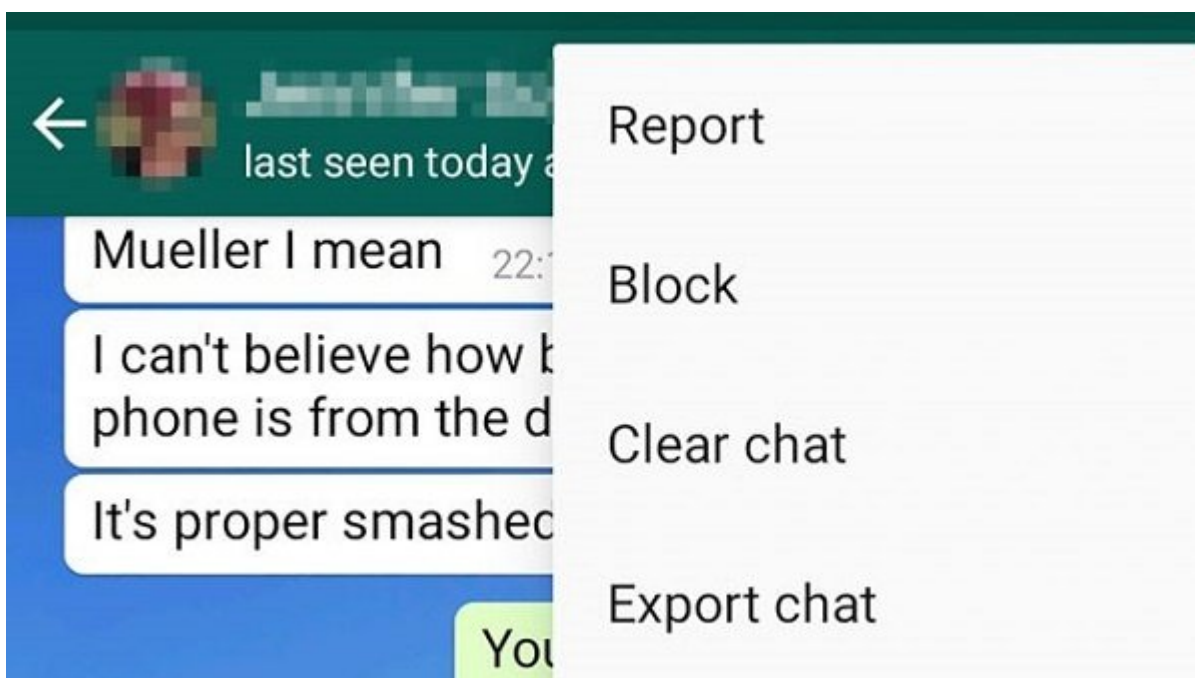 last seen today
Mueller I mean
22:
I can't believe how
phone is from the
It's proper smashed
Report
Block
Clear chat
Export chat